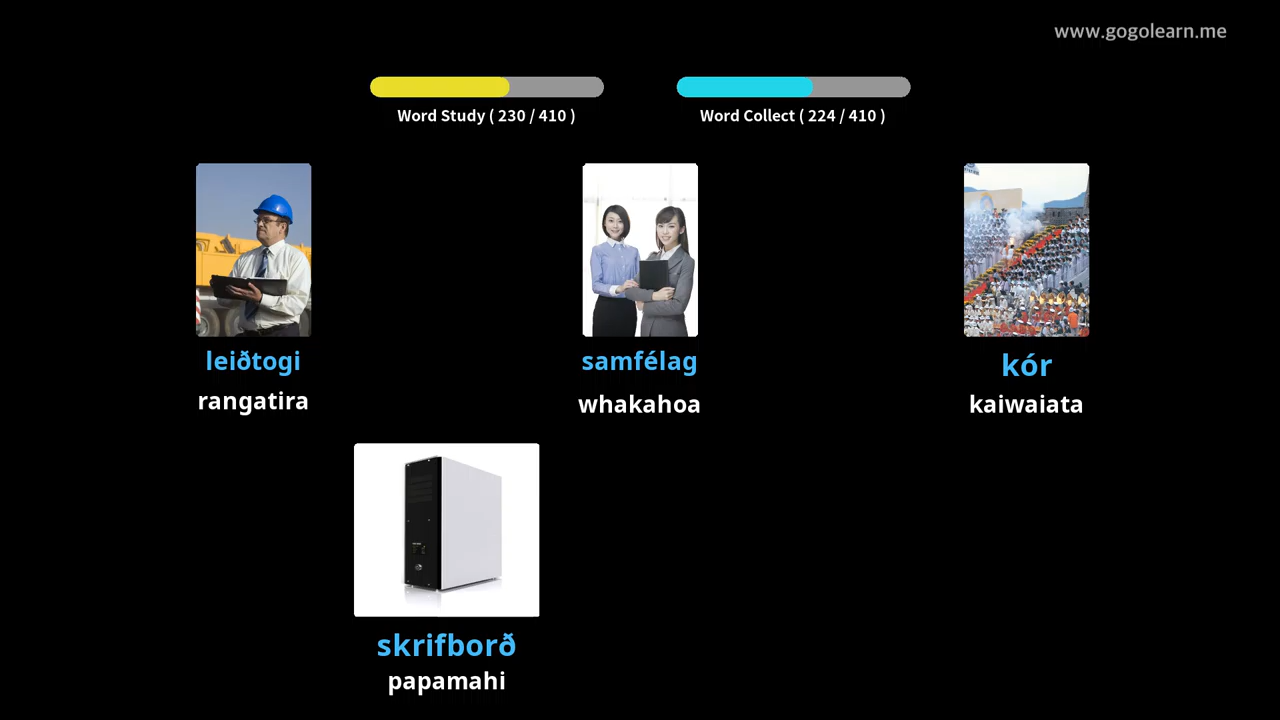 www.gogolearn.me
Word Study ( 230 / 410 )
Word Collect ( 224 / 410 )
leiðtogi
samfélag
kór
rangatira
whakahoa
kaiwaiata
skrifborð
papamahi